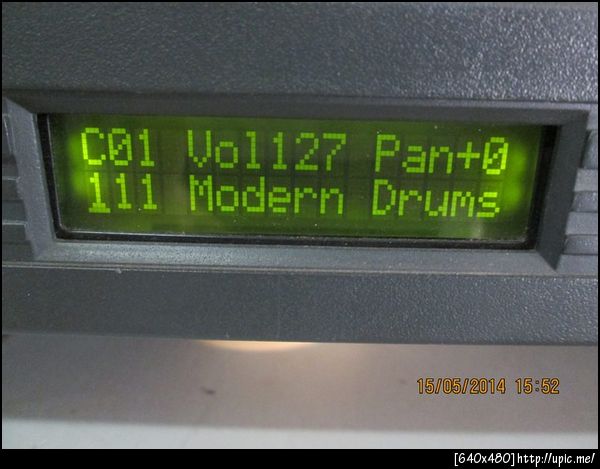 C01 Vol127 Pan+0
111 Modern Drums
15/05/2014 15:52
[640x480]http://upic.me/